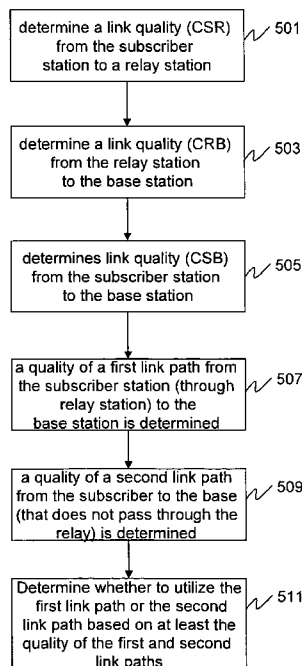 determine a link quality (CSR)
from the subscriber
station to a relay station
501
determine a link quality (CRB)
from the relay station
to the base station
503
determines link quality (CSB)
from the subscriber station
to the base station
505
a quality of a first link path from
the subscriber station (through
relay station) to the
base station is determined
507
a quality of a second link path
from the subscriber to the base
(that does not pass through the
relay) is determined
509
Determine whether to utilize the
first link path or the second
link path based on at least the
quality of the first and second
link paths
511